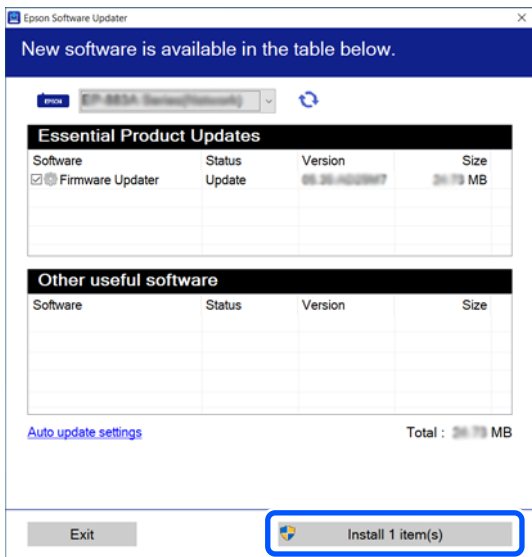 Epson Software Updater
New software is available in the table below.
EPSON
Essential Product Updates
Software Status Version Size
Firmware Updater Update MB
Other useful software
Software Status Version Size
Auto update settings Total : MB
Exit Install 1 item(s)